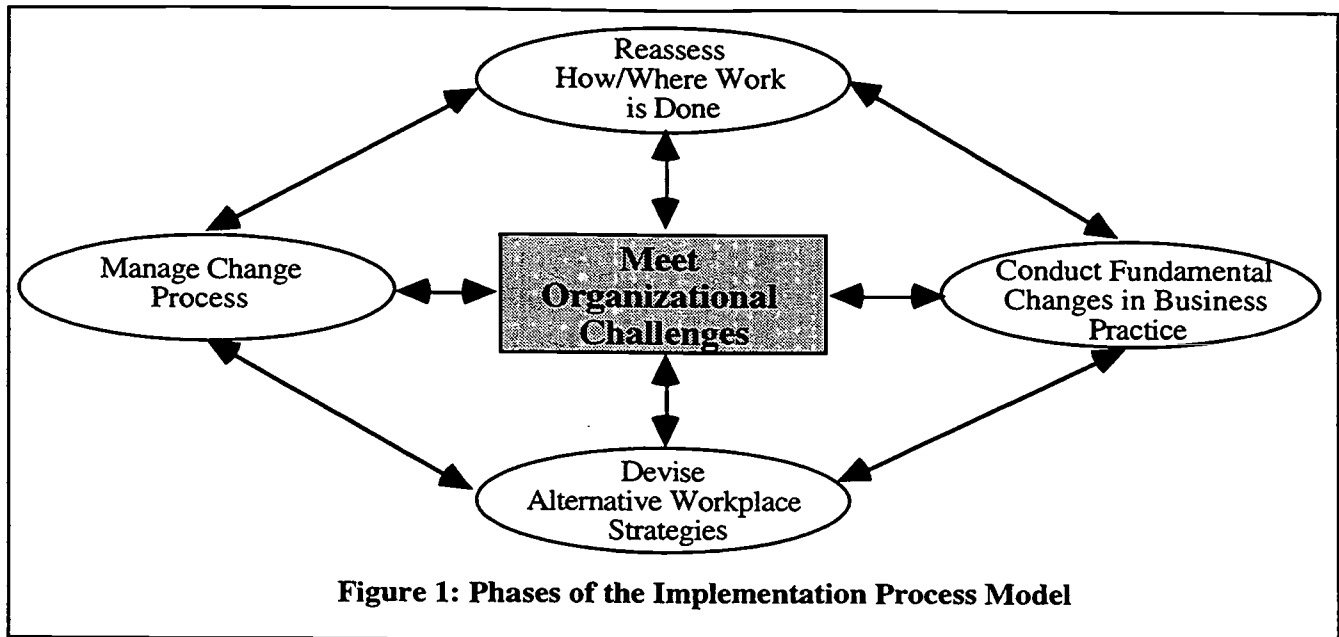 Reassess
How/Where Work
is Done
Manage Change
Process
Meet
Organizational
Challenges
Conduct Fundamental
Changes in Business
Practice
Devise
Alternative Workplace
Strategies
Figure 1: Phases of the Implementation Process Model